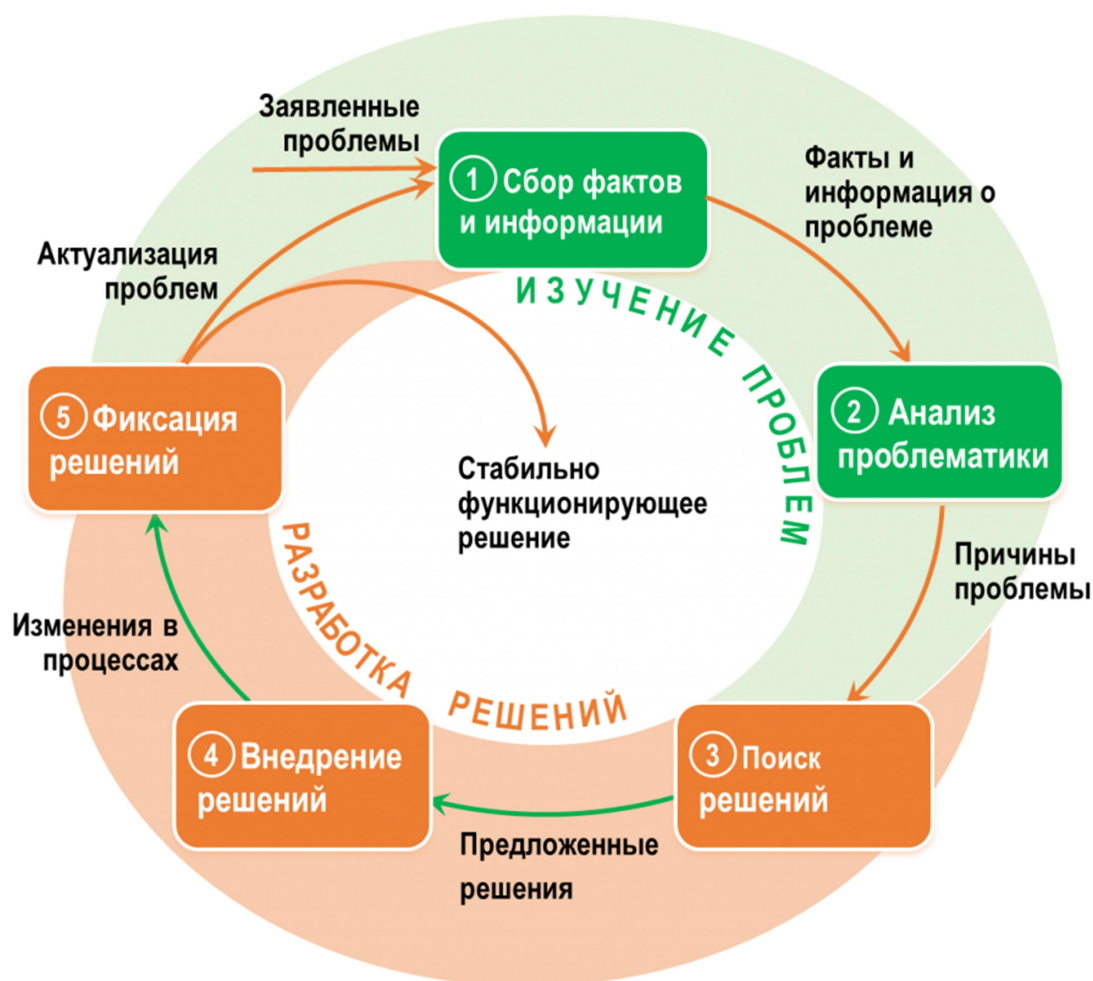 Заявленные
проблемы
① Сбор фактов
и информации
Факты и
информация о
проблеме
Актуализация
проблем
ИЗУЧЕНИЕ ПРОБЛЕМ
② Анализ
проблематики
⑤ Фиксация
решений
Стабильно
функционирующее
решение
Причины
проблемы
РАЗРАБОТКА РЕШЕНИЙ
Изменения в
процессах
④ Внедрение
решений
③ Поиск
решений
Предложенные
решения